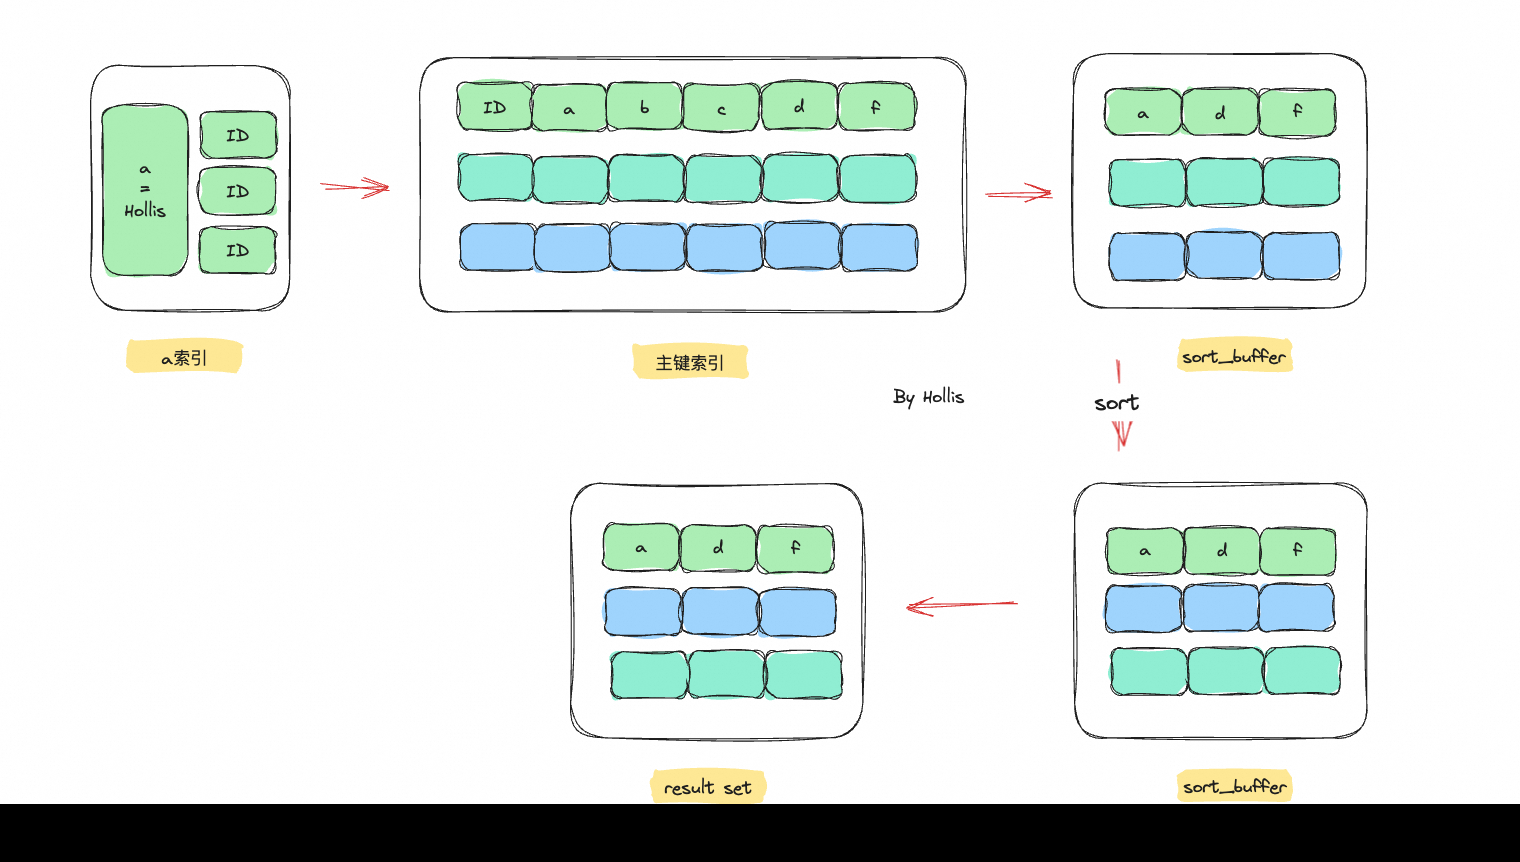 a
=
Hollis
ID
ID
ID
a索引
ID a b c d f
主键索引
a d f
sort_buffer
By Hollis
sort
a d f
sort_buffer
a d f
result set